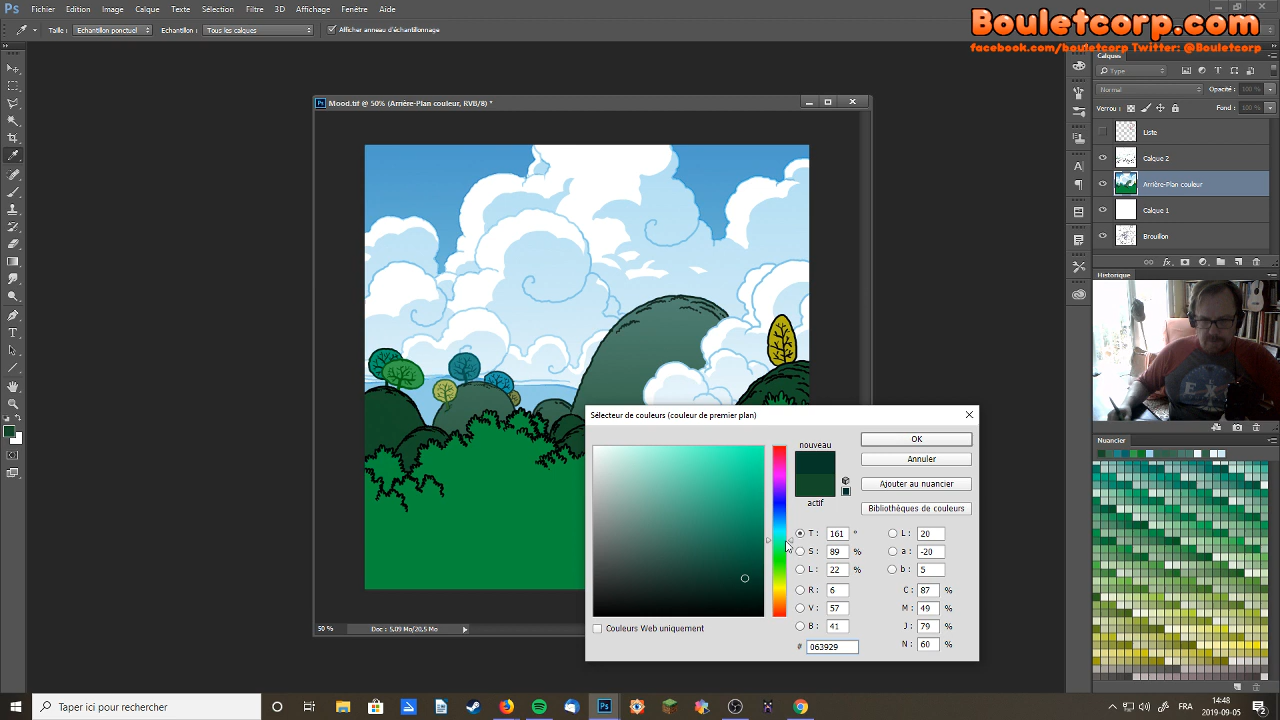 Ps Fichier Edition Image Calque Texte Sélection Filtre 3D Affichage Fenêtre Aide
Taille : Echantillon ponctuel Echantillon : Tous les calques Afficher anneau d'échantillonnage
Bouletcorp.com
facebook.com/bouletcorp Twitter: @Bouletcorp
Calques
Type
Normal Opacité : 100 %
Verrou : Fond : 100 %
Liste
Calque 2
Arrière-Plan couleur
Calque 1
Brouillon
Historique
Nuancier
Ps Mood.tif @ 50% (Arrière-Plan couleur, RVB/8) *
50 % Doc : 5,09 Mo/20,5 Mo
Sélecteur de couleurs (couleur de premier plan)
nouveau
actif
OK
Annuler
Ajouter au nuancier
Bibliothèques de couleurs
T : 161 °
S : 89 %
L : 22 %
R : 6
V : 57
B : 41
# 063929
L : 20
a : -20
b : 5
C : 87 %
M : 49 %
J : 79 %
N : 60 %
Couleurs Web uniquement
Taper ici pour rechercher
Ps
FRA
14:48
2019-09-05